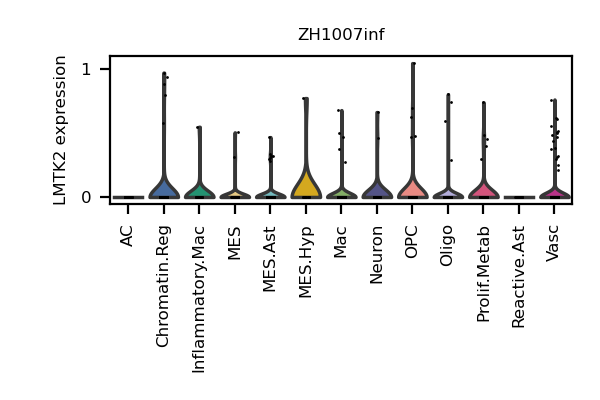 ZH1007inf
LMTK2 expression
1
0
AC
Chromatin.Reg
Inflammatory.Mac
MES
MES.Ast
MES.Hyp
Mac
Neuron
OPC
Oligo
Prolif.Metab
Reactive.Ast
Vasc